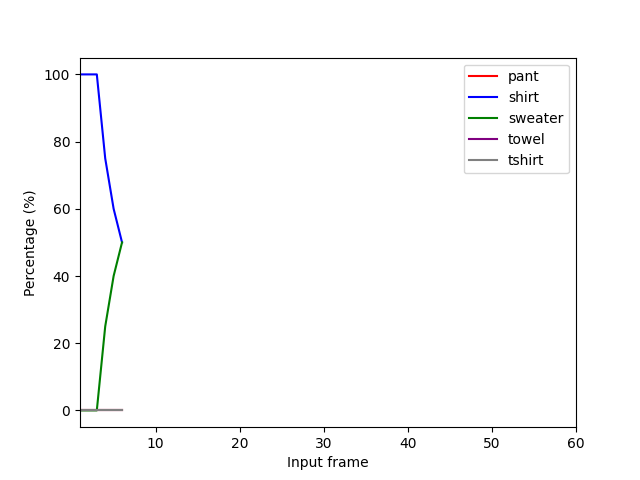 100
80
60
40
20
0
Percentage (%)
pant
shirt
sweater
towel
tshirt
10 20 30 40 50 60
Input frame